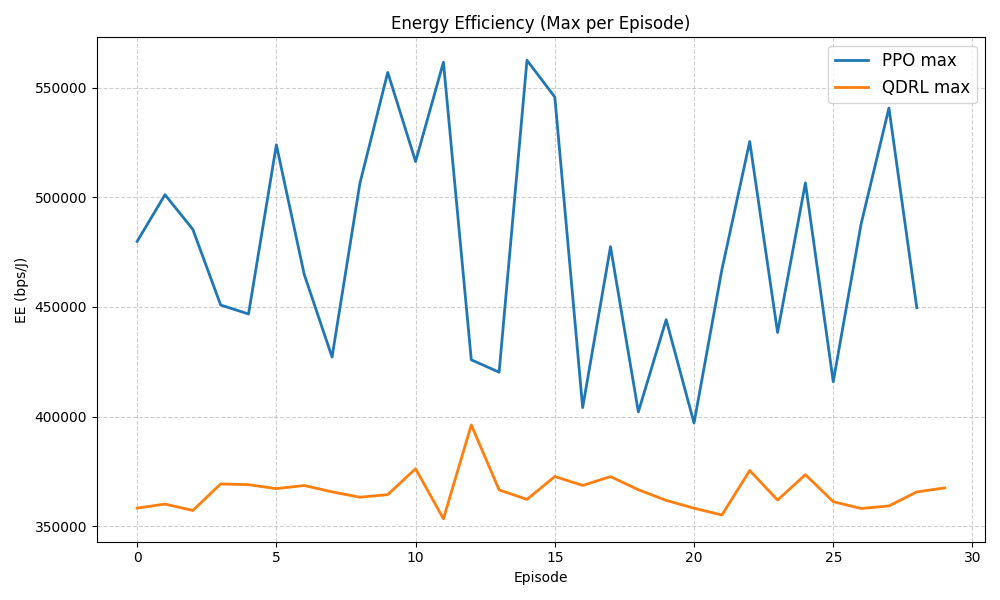 Energy Efficiency (Max per Episode)
PPO max
QDRL max
EE (bps/J)
550000
500000
450000
400000
350000
0 5 10 15 20 25 30
Episode